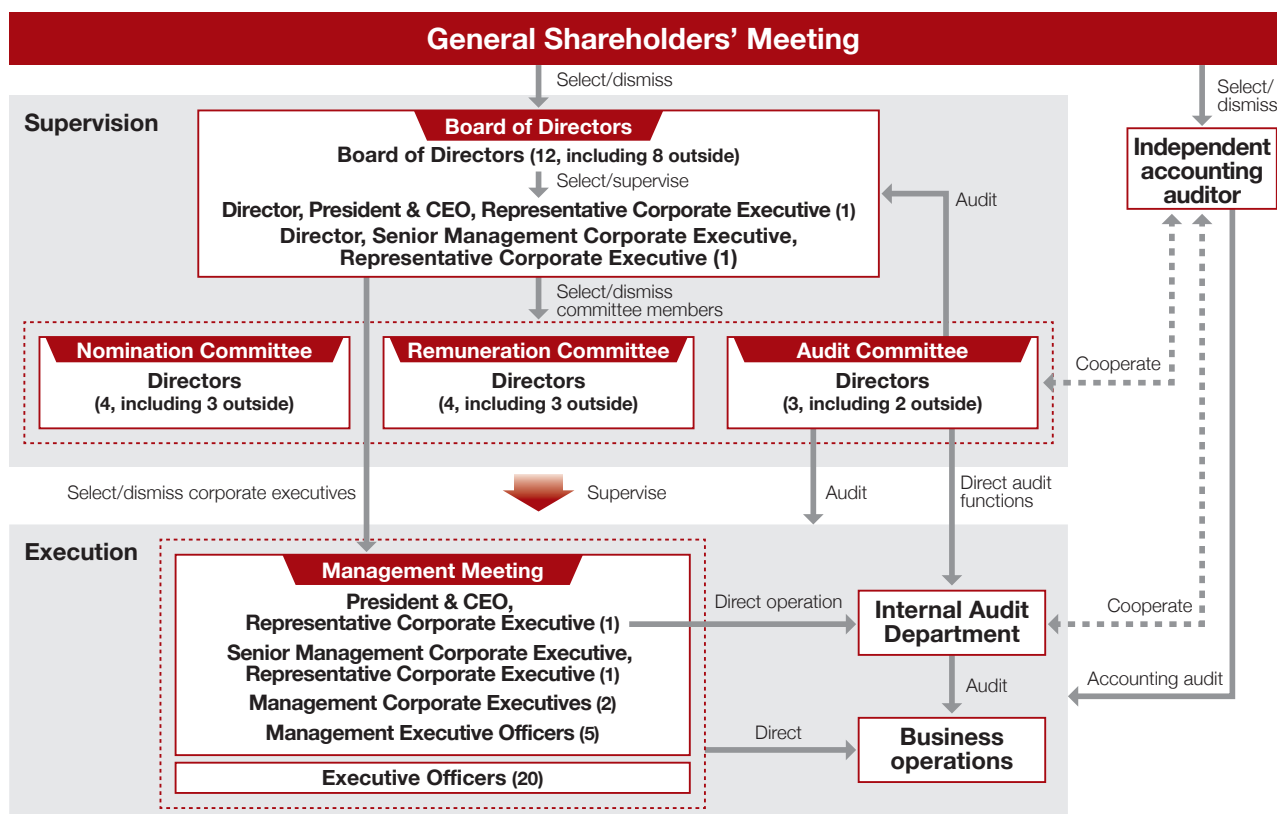 General Shareholders’ Meeting
Select/dismiss
Select/
dismiss
Supervision
Board of Directors
Board of Directors (12, including 8 outside)
Select/supervise
Director, President & CEO, Representative Corporate Executive (1)
Director, Senior Management Corporate Executive,
Representative Corporate Executive (1)
Audit
Independent
accounting
auditor
Select/dismiss
committee members
Nomination Committee
Directors
(4, including 3 outside)
Remuneration Committee
Directors
(4, including 3 outside)
Audit Committee
Directors
(3, including 2 outside)
Cooperate
Select/dismiss corporate executives
Supervise
Audit
Direct audit
functions
Execution
Management Meeting
President & CEO,
Representative Corporate Executive (1)
Senior Management Corporate Executive,
Representative Corporate Executive (1)
Management Corporate Executives (2)
Management Executive Officers (5)
Executive Officers (20)
Direct operation
Internal Audit
Department
Cooperate
Audit
Accounting audit
Direct
Business
operations